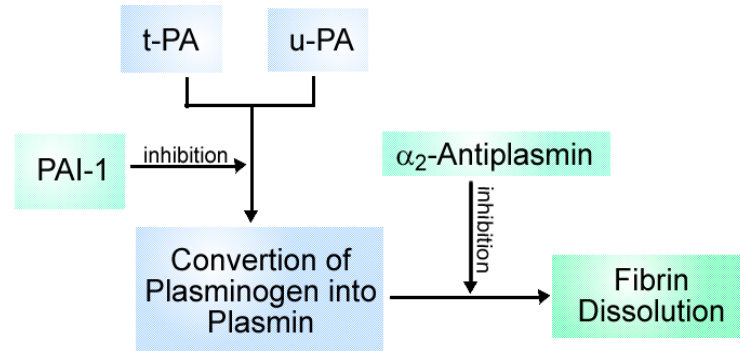 t-PA
u-PA
PAI-1
inhibition
α₂-Antiplasmin
inhibition
Convertion of
Plasminogen into
Plasmin
Fibrin
Dissolution